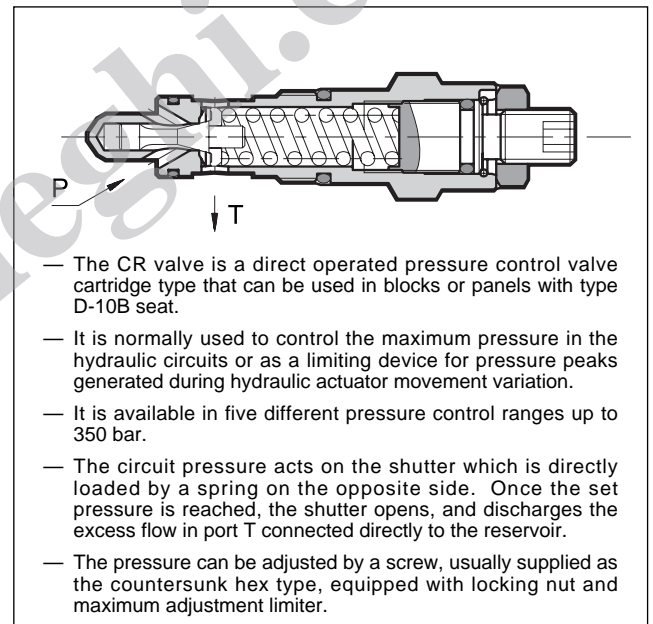 P
T
— The CR valve is a direct operated pressure control valve
cartridge type that can be used in blocks or panels with type
D-10B seat.
— It is normally used to control the maximum pressure in the
hydraulic circuits or as a limiting device for pressure peaks
generated during hydraulic actuator movement variation.
— It is available in five different pressure control ranges up to
350 bar.
— The circuit pressure acts on the shutter which is directly
loaded by a spring on the opposite side. Once the set
pressure is reached, the shutter opens, and discharges the
excess flow in port T connected directly to the reservoir.
— The pressure can be adjusted by a screw, usually supplied as
the countersunk hex type, equipped with locking nut and
maximum adjustment limiter.